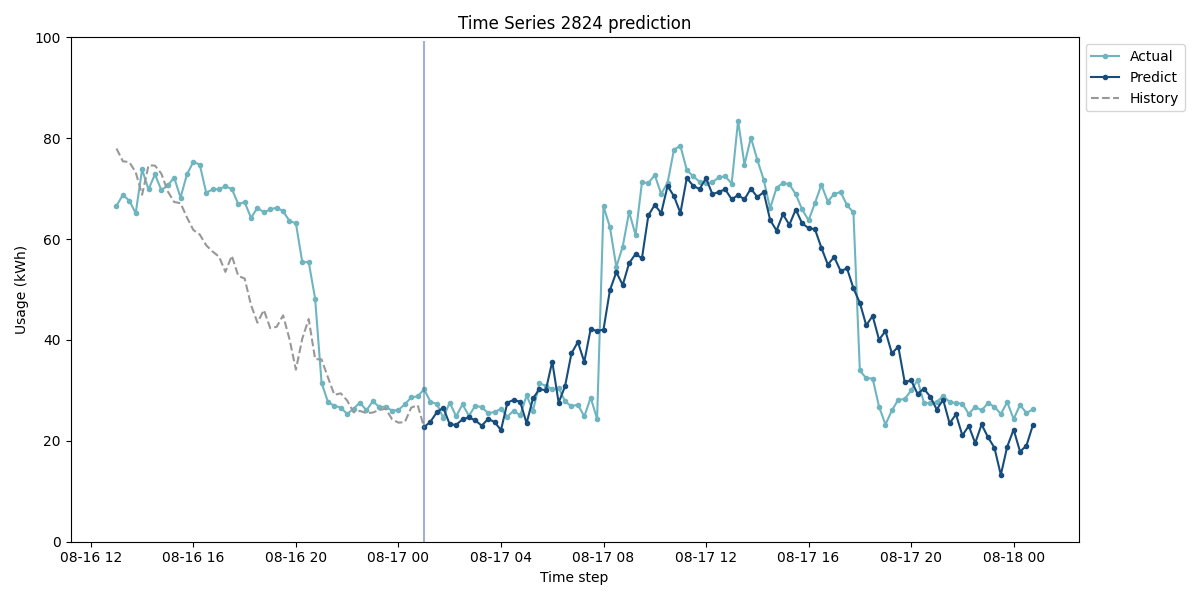 Time Series 2824 prediction
100
80
60
40
20
0
Usage (kWh)
08-16 12
08-16 16
08-16 20
08-17 00
08-17 04
08-17 08
08-17 12
08-17 16
08-17 20
08-18 00
Time step
Actual
Predict
History